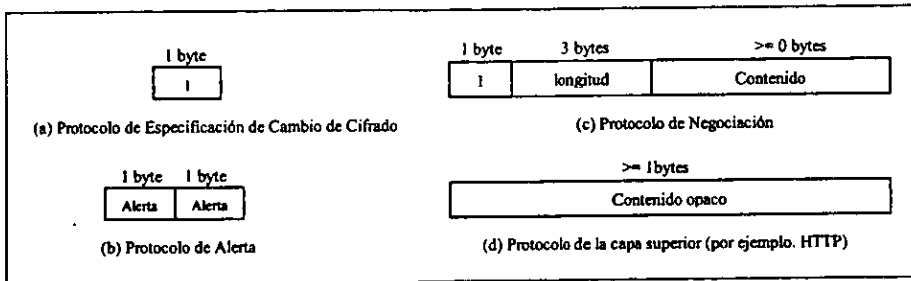 1 byte
1
(a) Protocolo de Especificación de Cambio de Cifrado
1 byte 1 byte
Alerta Alerta
(b) Protocolo de Alerta
1 byte 3 bytes >= 0 bytes
1 longitud Contenido
(c) Protocolo de Negociación
>= 1bytes
Contenido opaco
(d) Protocolo de la capa superior (por ejemplo. HTTP)